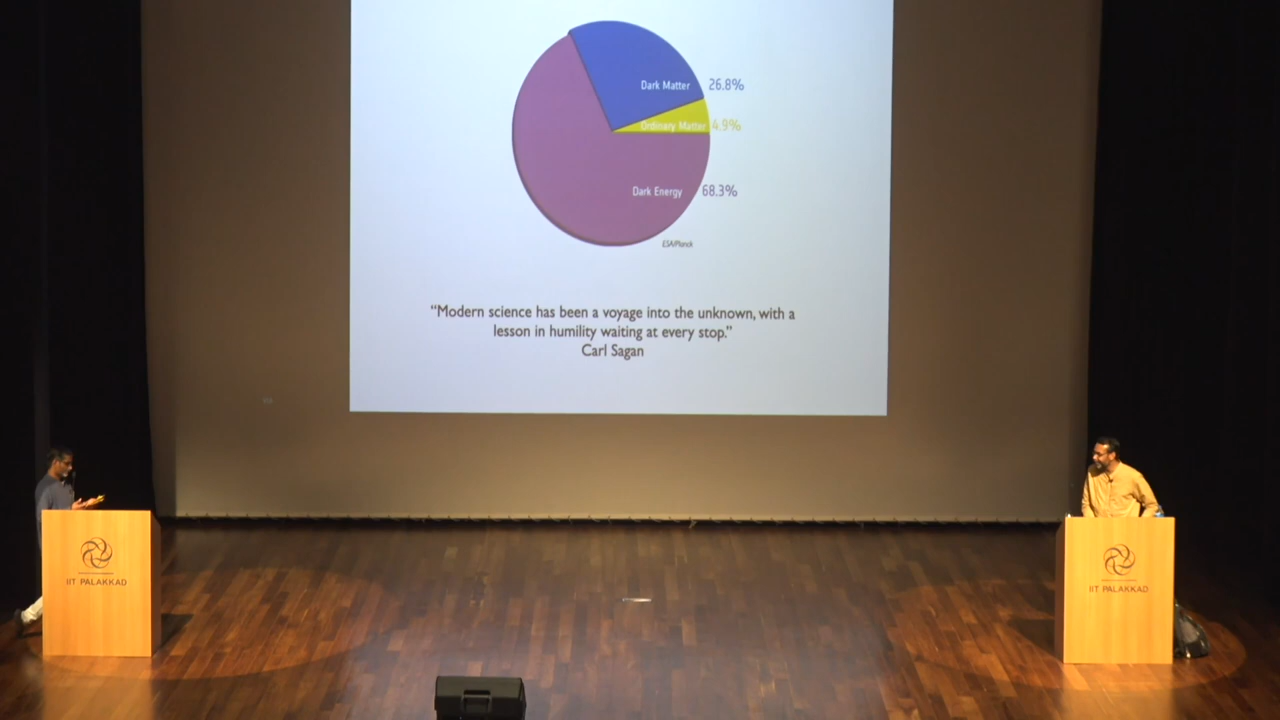 Dark Matter 26.8%
Ordinary Matter 4.9%
Dark Energy 68.3%
ESA/Planck
“Modern science has been a voyage into the unknown, with a
lesson in humility waiting at every stop.”
Carl Sagan
IIT PALAKKAD
IIT PALAKKAD